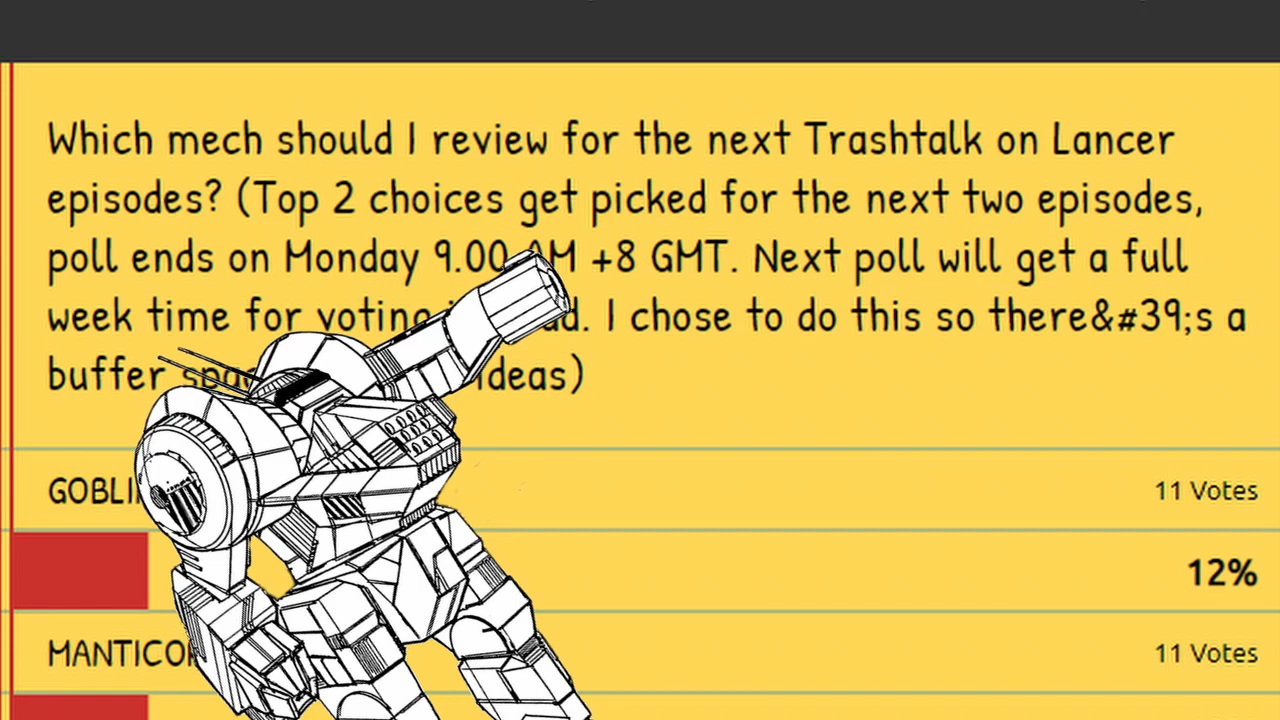 Which mech should I review for the next Trashtalk on Lancer
episodes? (Top 2 choices get picked for the next two episodes,
poll ends on Monday 9.00 AM +8 GMT. Next poll will get a full
week time for voting I chose to do this so there&#39;s a
buffer ideas)
11 Votes
12%
11 Votes